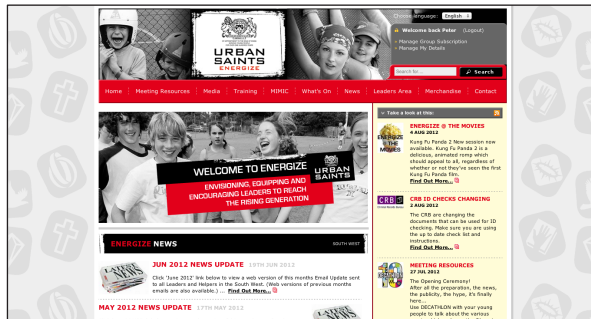 Choose language: English
Welcome back Peter (Logout)
Manage Group Subscription
Manage My Details
URBAN
SAINTS
ENERGIZE
Search for ... Search
Home Meeting Resources Media Training MIMIC What's On News Leaders Area Merchandise Contact
WELCOME TO ENERGIZE
URBAN
SAINTS
ENVISIONING, EQUIPPING AND
ENCOURAGING LEADERS TO REACH
THE RISING GENERATION
ENERGIZE NEWS SOUTH WEST
JUN 2012 NEWS UPDATE 19TH JUN 2012
Click 'June 2012' link below to view a web version of this months Email Update sent
to all Leaders and Helpers in the South West. (Web versions of previous months
emails are also available.) ... Find Out More...
MAY 2012 NEWS UPDATE 17TH MAY 2012
Take a look at this:
ENERGIZE
@ THE
MOVIES
ENERGIZE @ THE MOVIES
4 AUG 2012
Kung Fu Panda 2 New session now
available. Kung Fu Panda 2 is a
delicious, animated romp which
should appeal to all, regardless of
whether or not they've seen the first
Kung Fu Panda film.
Find Out More...
CRB
CRB ID CHECKS CHANGING
2 AUG 2012
The CRB are changing the
documents that can be used for ID
checking. Make sure you are using
the up to date check list and
instructions.
Find Out More...
MEETING RESOURCES
27 JUL 2012
The Opening Ceremony!
After all the preparation, the news,
the publicity, the hype, it's finally
here...
Use DECATHLON with your young
people to talk about the various